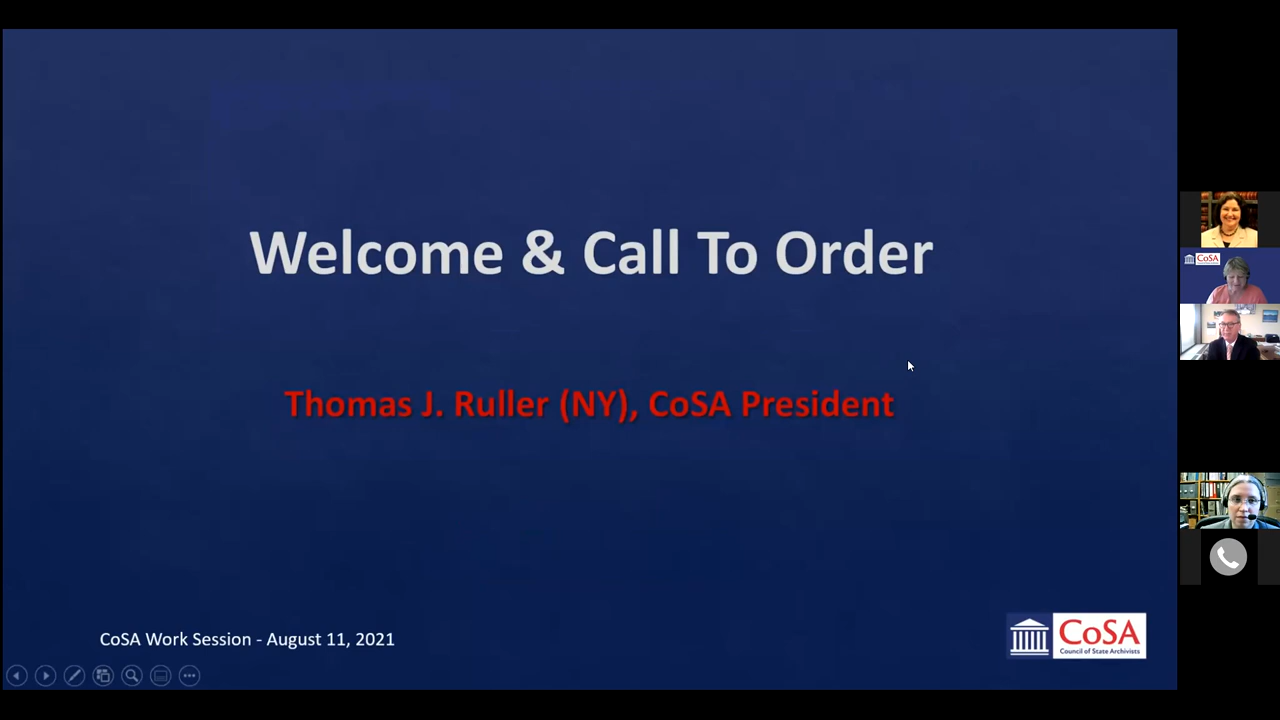 Welcome & Call To Order
Thomas J. Ruller (NY), CoSA President
CoSA Work Session - August 11, 2021
CoSA
Council of State Archivists
CoSA